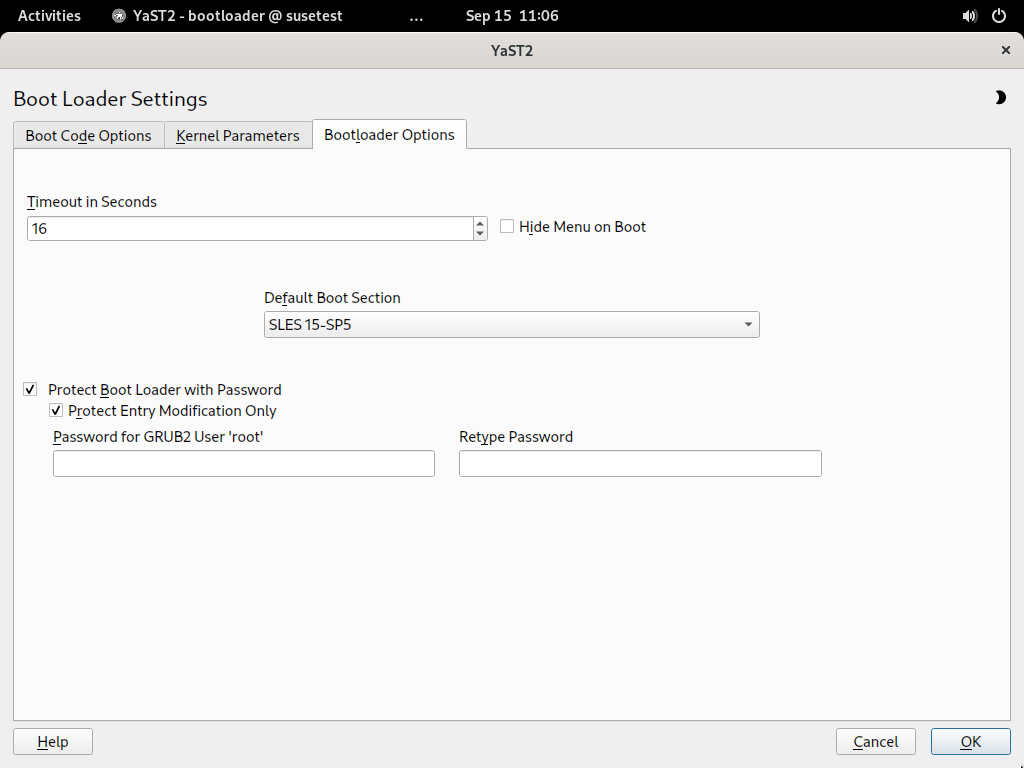 Activities YaST2 - bootloader @ susetest ... Sep 15 11:06
YaST2
Boot Loader Settings
Boot Code Options Kernel Parameters Bootloader Options
Timeout in Seconds
16 Hide Menu on Boot
Default Boot Section
SLES 15-SP5
Protect Boot Loader with Password
Protect Entry Modification Only
Password for GRUB2 User 'root' Retype Password
Help Cancel OK